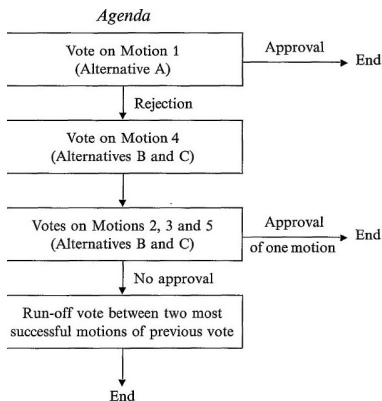 Agenda
Vote on Motion 1
(Alternative A)
Approval
End
Rejection
Vote on Motion 4
(Alternatives B and C)
Votes on Motions 2, 3 and 5
(Alternatives B and C)
Approval
of one motion
End
No approval
Run-off vote between two most
successful motions of previous vote
End